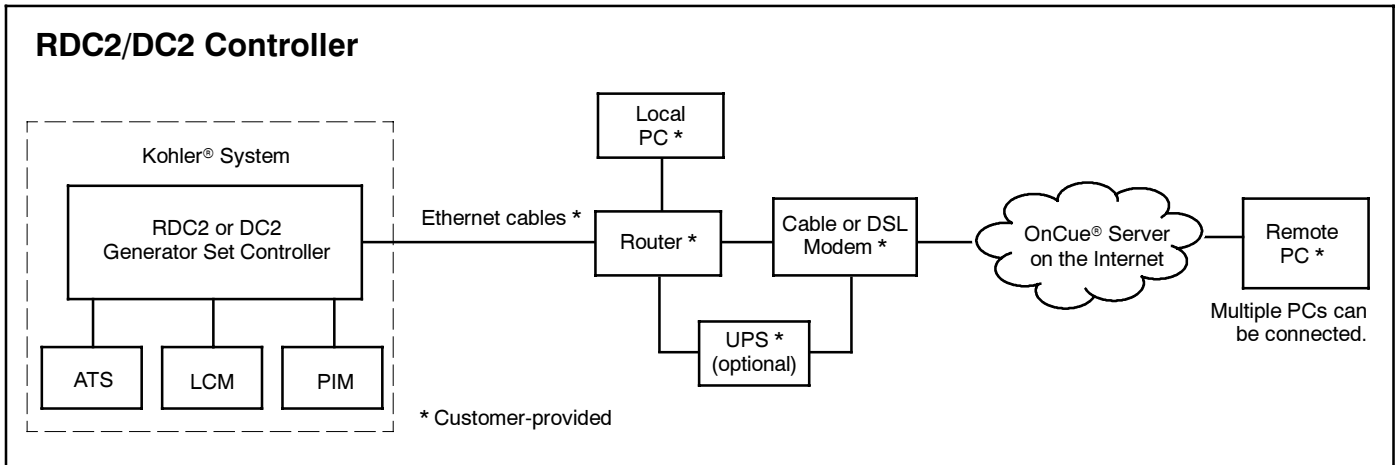 RDC2/DC2 Controller
Kohler® System
RDC2 or DC2
Generator Set Controller
ATS
LCM
PIM
Ethernet cables *
* Customer-provided
Local
PC *
Router *
Cable or DSL
Modem *
UPS *
(optional)
OnCue® Server
on the Internet
Remote
PC *
Multiple PCs can
be connected.